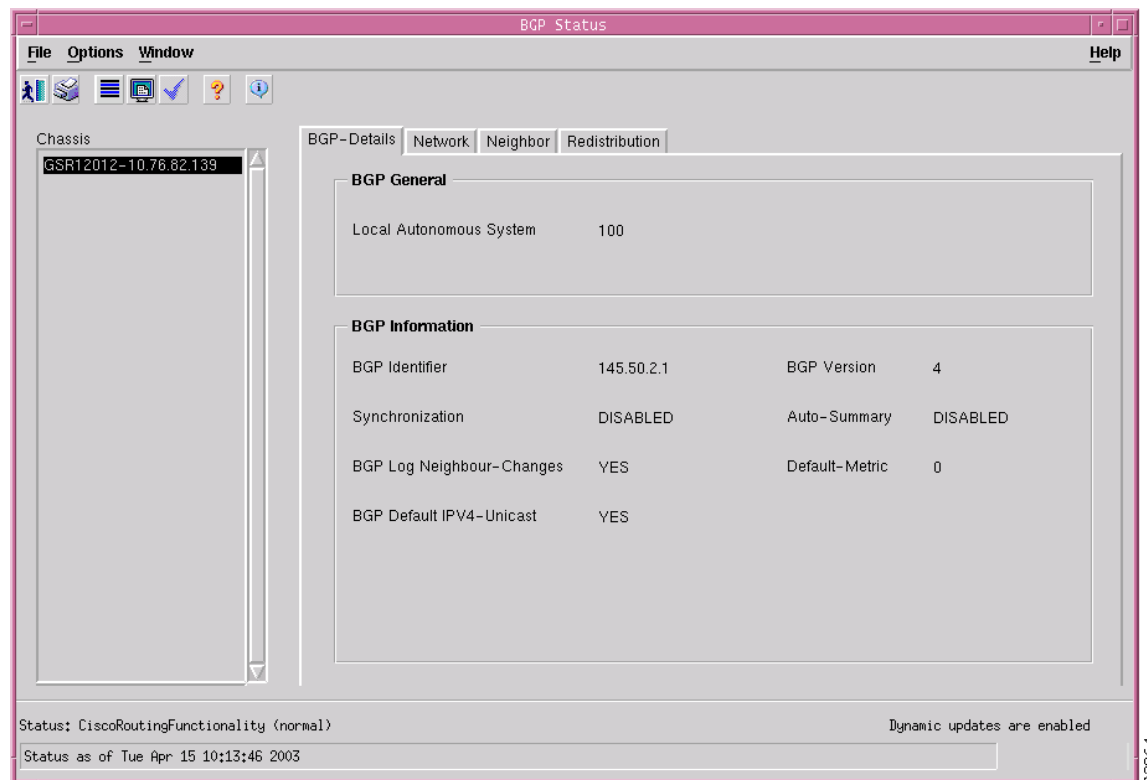 BGP Status
File Options Window Help
Chassis
GSR12012-10.76.82.139
BGP-Details Network Neighbor Redistribution
BGP General
Local Autonomous System 100
BGP Information
BGP Identifier 145.50.2.1 BGP Version 4
Synchronization DISABLED Auto-Summary DISABLED
BGP Log Neighbour-Changes YES Default-Metric 0
BGP Default IPV4-Unicast YES
Status: CiscoRoutingFunctionality (normal) Dynamic updates are enabled
Status as of Tue Apr 15 10:13:46 2003